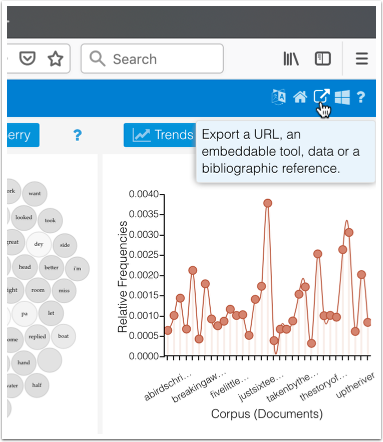 Search
?
erry
?
Trends
Export a URL, an
embeddable tool, data or a
bibliographic reference.
ork want
looked took
great dey side
head better i'm
ight room miss
pa let
ome replied boat
hand
water half
Relative Frequencies
0.0040
0.0035
0.0030
0.0025
0.0020
0.0015
0.0010
0.0005
0.0000
abirdschri...
breakingaw...
fivelittle...
justsixtee...
takenbythe...
thestoryof...
uptheriver
Corpus (Documents)